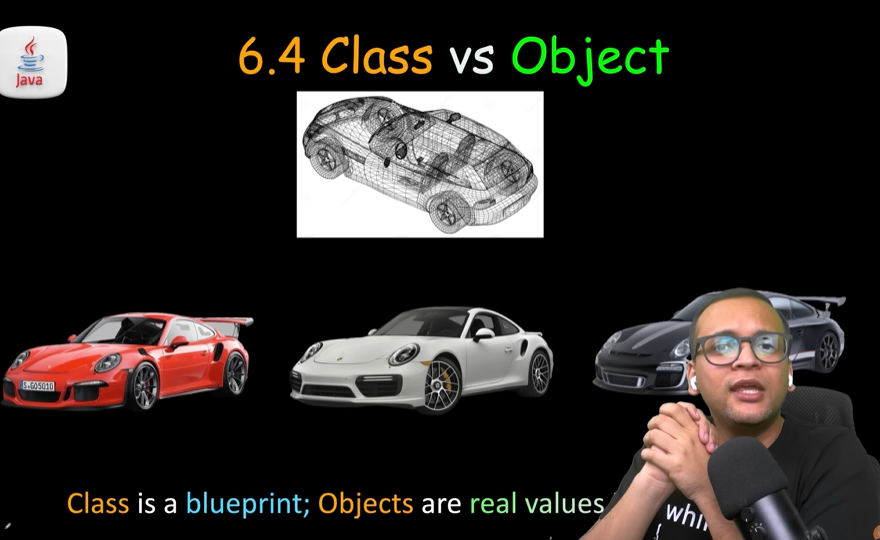 Java
6.4 Class vs Object
S GO5010
Class is a blueprint; Objects are real values
whi